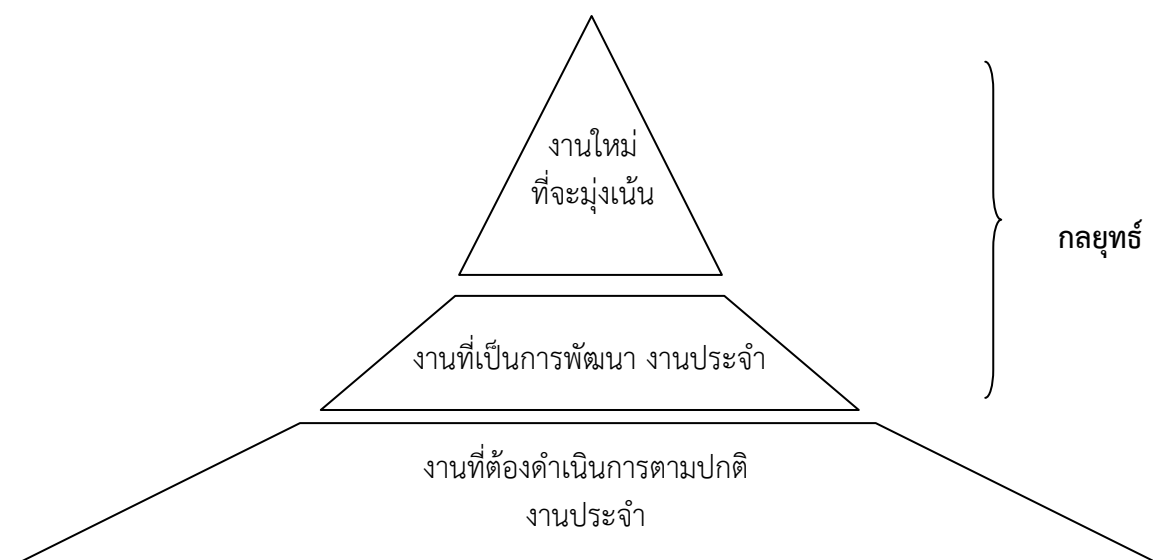 งานใหม่
ที่จะมุ่งเน้น
กลยุทธ์
งานที่เป็นการพัฒนา งานประจำ
งานที่ต้องดำเนินการตามปกติ
งานประจำ